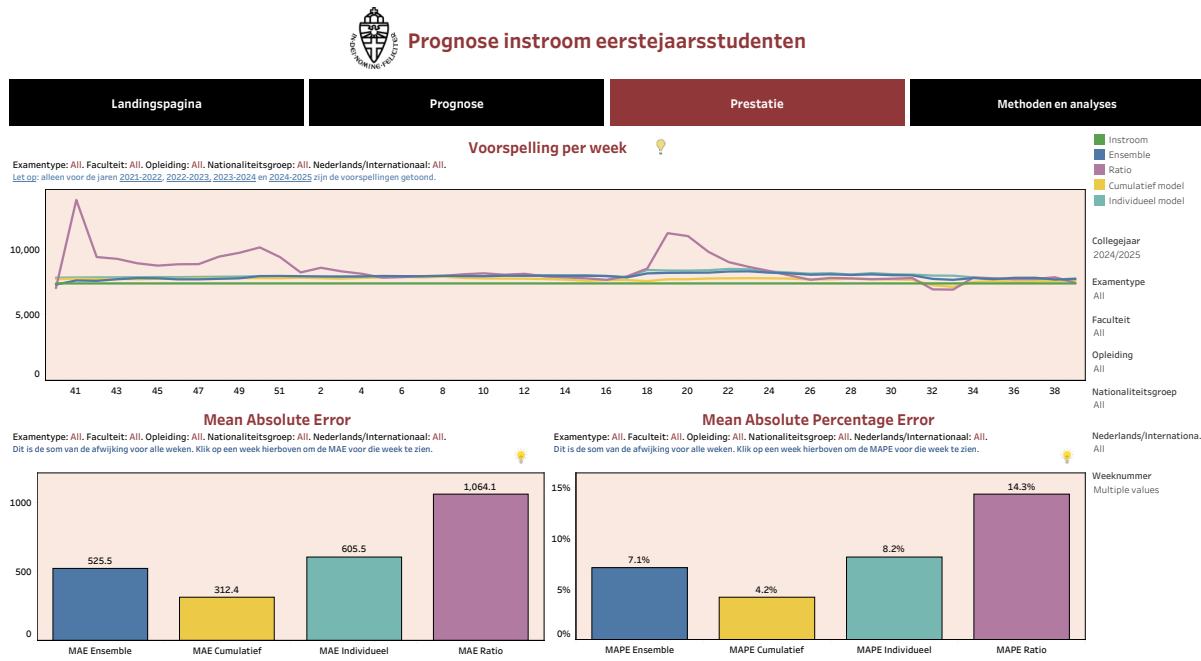 IN·DEI·NOMINE·FELICITER
Prognose instroom eerstejaarsstudenten
Landingspagina
Prognose
Prestatie
Methoden en analyses
Voorspelling per week
Examentype: All. Faculteit: All. Opleiding: All. Nationaliteitsgroep: All. Nederlands/Internationaal: All.
Let op: alleen voor de jaren 2021-2022, 2022-2023, 2023-2024 en 2024-2025 zijn de voorspellingen getoond.
10,000
5,000
0
41 43 45 47 49 51 2 4 6 8 10 12 14 16 18 20 22 24 26 28 30 32 34 36 38
Instroom
Ensemble
Ratio
Cumulatief model
Individueel model
Collegejaar
2024/2025
Examentype
All
Faculteit
All
Opleiding
All
Nationaliteitsgroep
All
Nederlands/Internationa..
All
Weeknummer
Multiple values
Mean Absolute Error
Examentype: All. Faculteit: All. Opleiding: All. Nationaliteitsgroep: All. Nederlands/Internationaal: All.
Dit is de som van de afwijking voor alle weken. Klik op een week hierboven om de MAE voor die week te zien.
1000
500
0
525.5
312.4
605.5
1,064.1
MAE Ensemble
MAE Cumulatief
MAE Individueel
MAE Ratio
Mean Absolute Percentage Error
Examentype: All. Faculteit: All. Opleiding: All. Nationaliteitsgroep: All. Nederlands/Internationaal: All.
Dit is de som van de afwijking voor alle weken. Klik op een week hierboven om de MAPE voor die week te zien.
15%
10%
5%
0%
7.1%
4.2%
8.2%
14.3%
MAPE Ensemble
MAPE Cumulatief
MAPE Individueel
MAPE Ratio